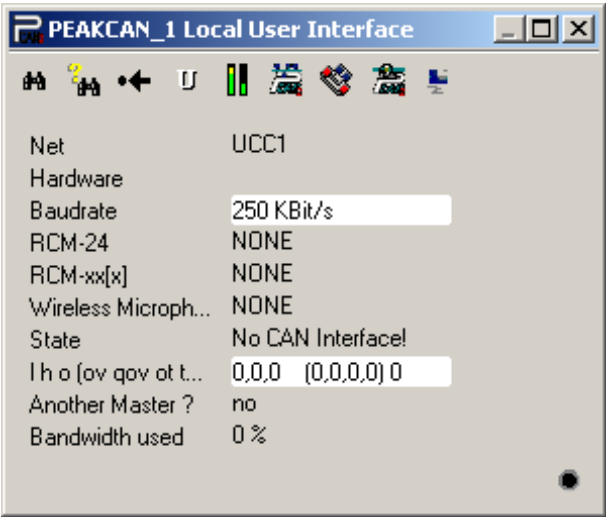 PEAKCAN_1 Local User Interface
U
Net UCC1
Hardware
Baudrate 250 KBit/s
RCM-24 NONE
RCM-xx[x] NONE
Wireless Microph... NONE
State No CAN Interface!
l h o (ov qov ot t... 0,0,0 (0,0,0,0) 0
Another Master ? no
Bandwidth used 0 %